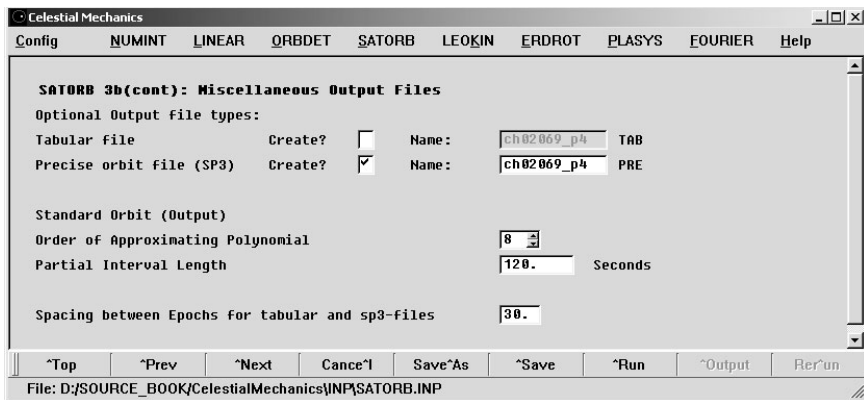 Celestial Mechanics
Config NUMINT LINEAR ORBDET SATORB LEOKIN ERDROT PLASYS FOURIER Help
SATORB 3b(cont): Miscellaneous Output Files
Optional Output file types:
Tabular file Create? Name: ch02069_p4 TAB
Precise orbit file (SP3) Create? Name: ch02069_p4 PRE
Standard Orbit (Output)
Order of Approximating Polynomial 8
Partial Interval Length 120. Seconds
Spacing between Epochs for tabular and sp3-files 30.
^Top ^Prev ^Next Cance^l Save^As ^Save ^Run ^Output Rer^un
File: D:/SOURCE_BOOK/CelestialMechanics\INP\SATORB.INP